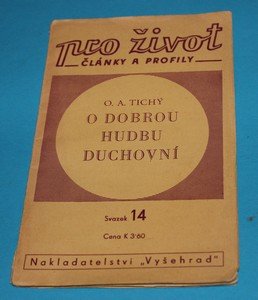 pro život
ČLÁNKY A PROFILY
O. A. TICHÝ
O DOBROU
HUDBU
DUCHOVNÍ
Svazek 14
Cena K 3·60
Nakladatelství „Vyšehrad"